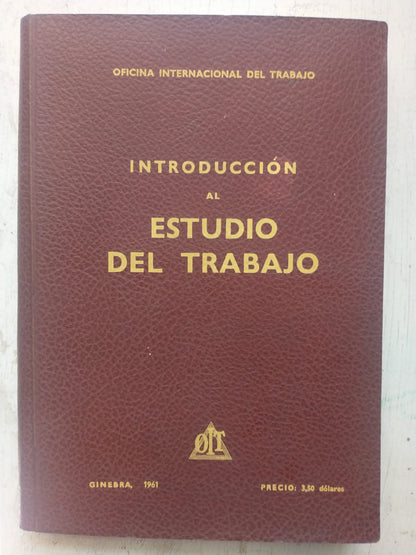 OFICINA INTERNACIONAL DEL TRABAJO
INTRODUCCIÓN
AL
ESTUDIO
DEL TRABAJO
OIT
GINEBRA, 1961 PRECIO: 3,50 dólares